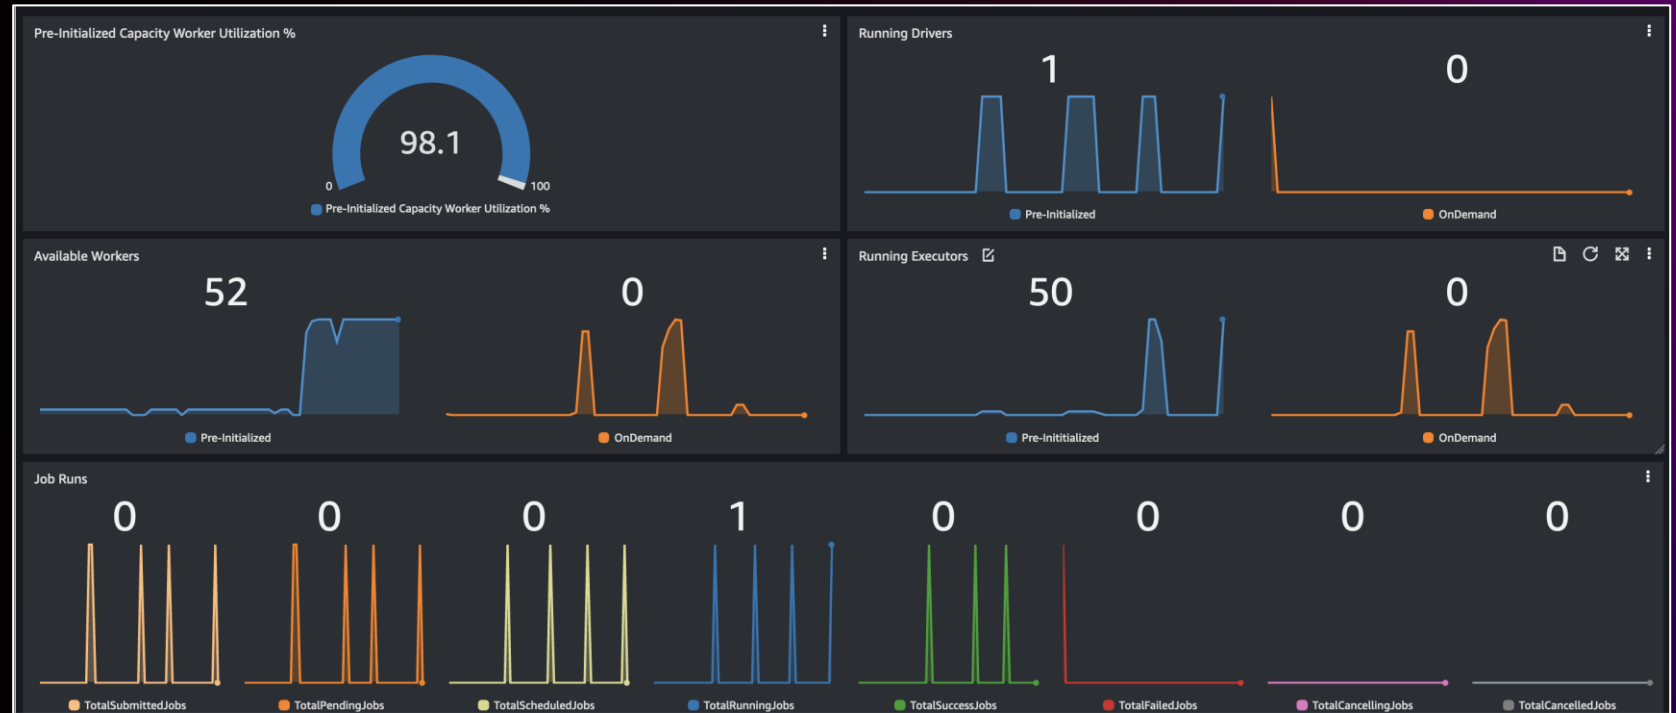 Pre-Initialized Capacity Worker Utilization %
98.1
0
100
Pre-Initialized Capacity Worker Utilization %
Running Drivers
1
0
Pre-Initialized
OnDemand
Available Workers
52
0
Pre-Initialized
OnDemand
Running Executors
50
0
Pre-Inititialized
OnDemand
Job Runs
0
0
0
1
0
0
0
0
TotalSubmittedJobs
TotalPendingJobs
TotalScheduledJobs
TotalRunningJobs
TotalSuccessJobs
TotalFailedJobs
TotalCancellingJobs
TotalCancelledJobs